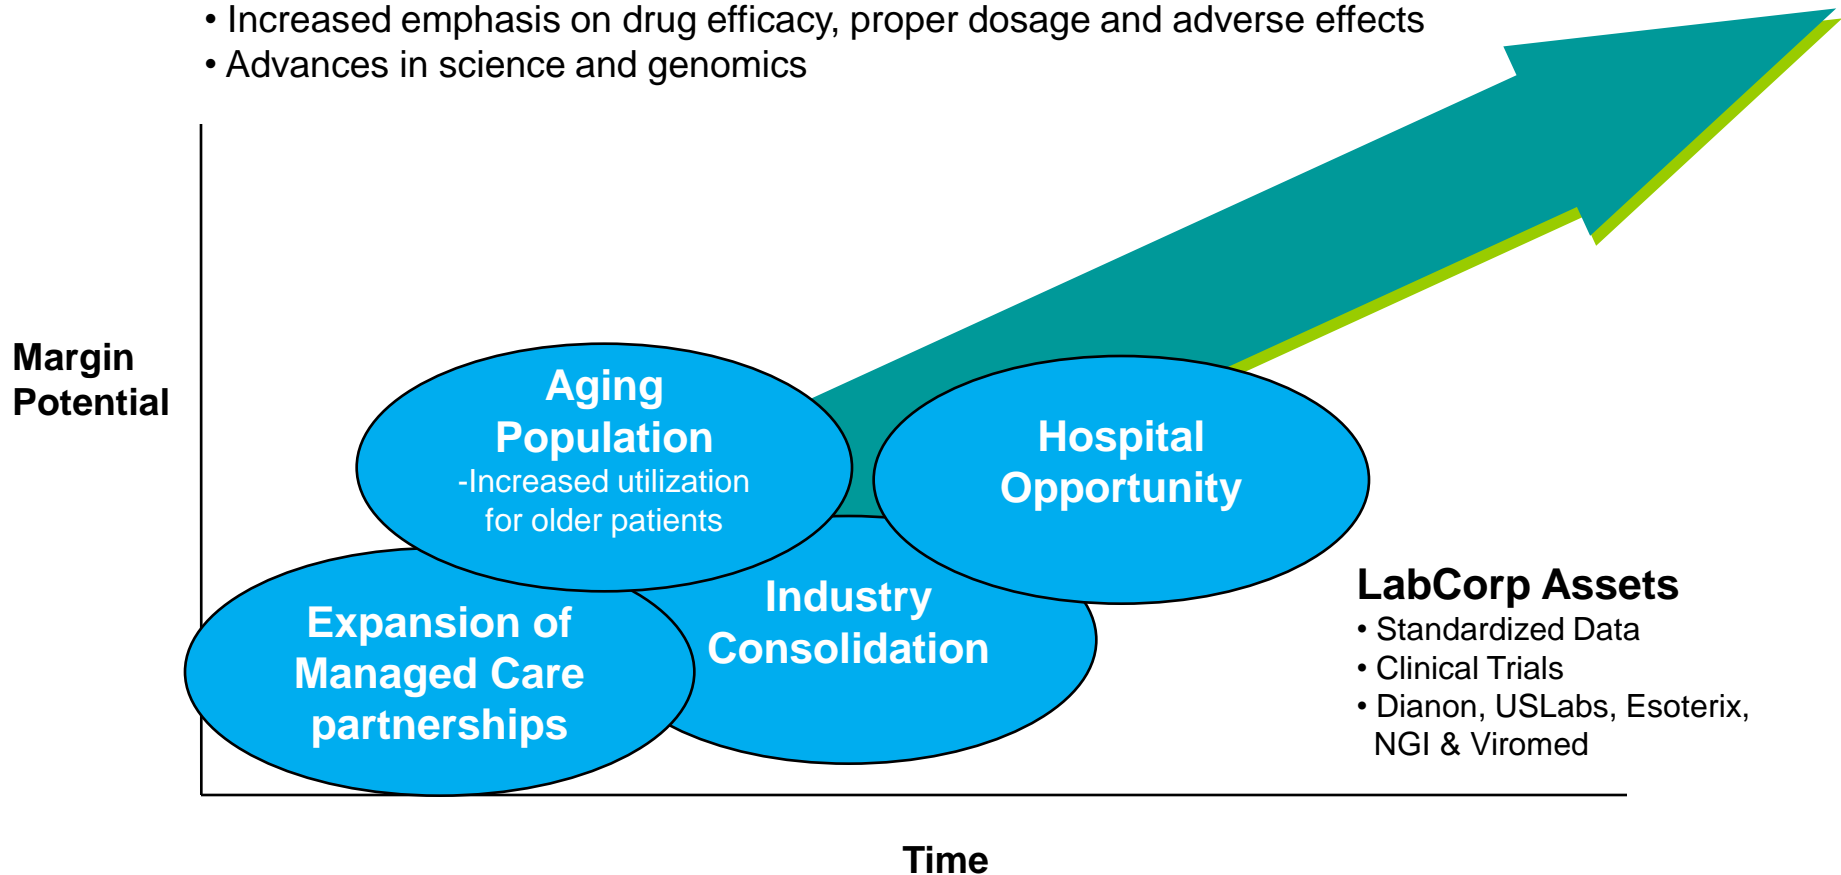 • Increased emphasis on drug efficacy, proper dosage and adverse effects
• Advances in science and genomics
Margin
Potential
Aging
Population
-Increased utilization
for older patients
Hospital
Opportunity
Expansion of
Managed Care
partnerships
Industry
Consolidation
LabCorp Assets
• Standardized Data
• Clinical Trials
• Dianon, USLabs, Esoterix,
NGI & Viromed
Time